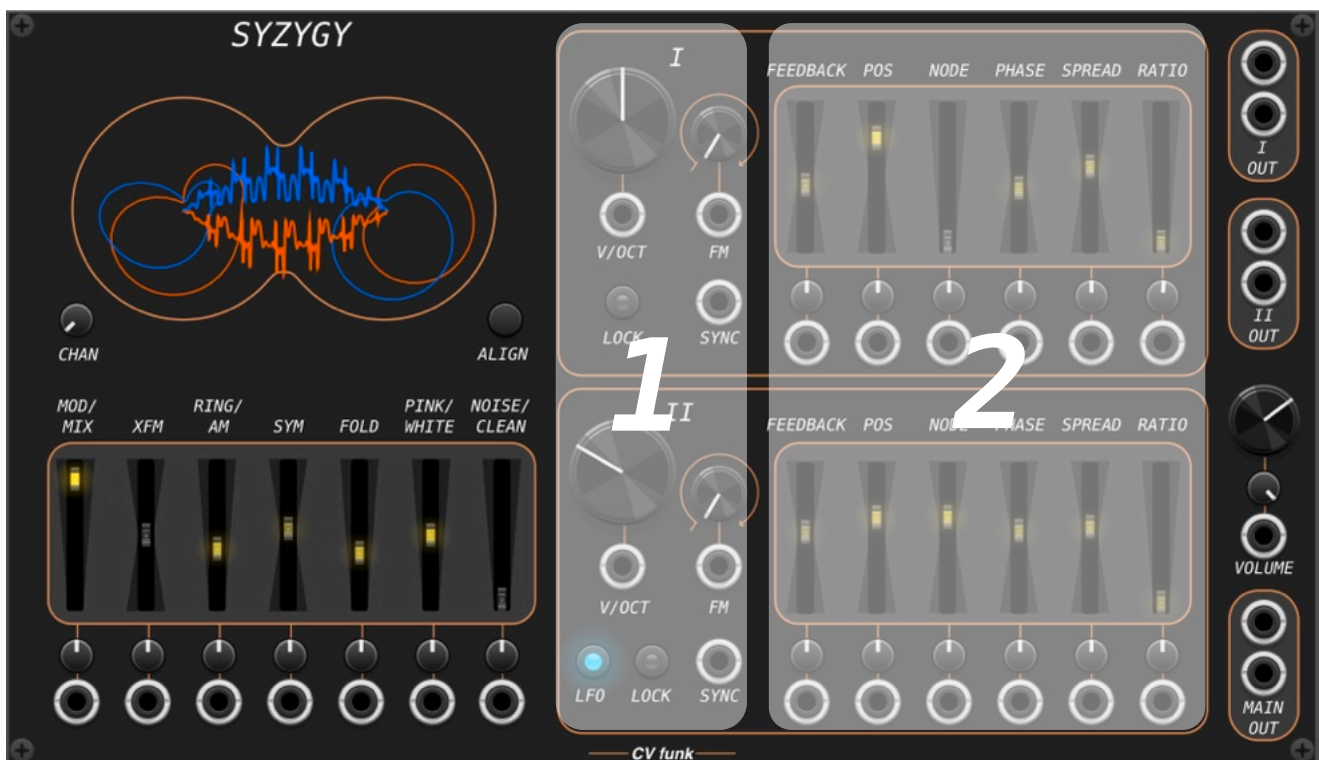 SYZYGY
CHAN
ALIGN
MOD/
MIX
XFM
RING/
AM
SYM
FOLD
PINK/
WHITE
NOISE/
CLEAN
I
V/OCT
FM
LOCK
SYNC
1
II
V/OCT
FM
LFO
LOCK
SYNC
FEEDBACK POS NODE PHASE SPREAD RATIO
2
FEEDBACK POS NODE PHASE SPREAD RATIO
I
OUT
II
OUT
VOLUME
MAIN
OUT
CV funk